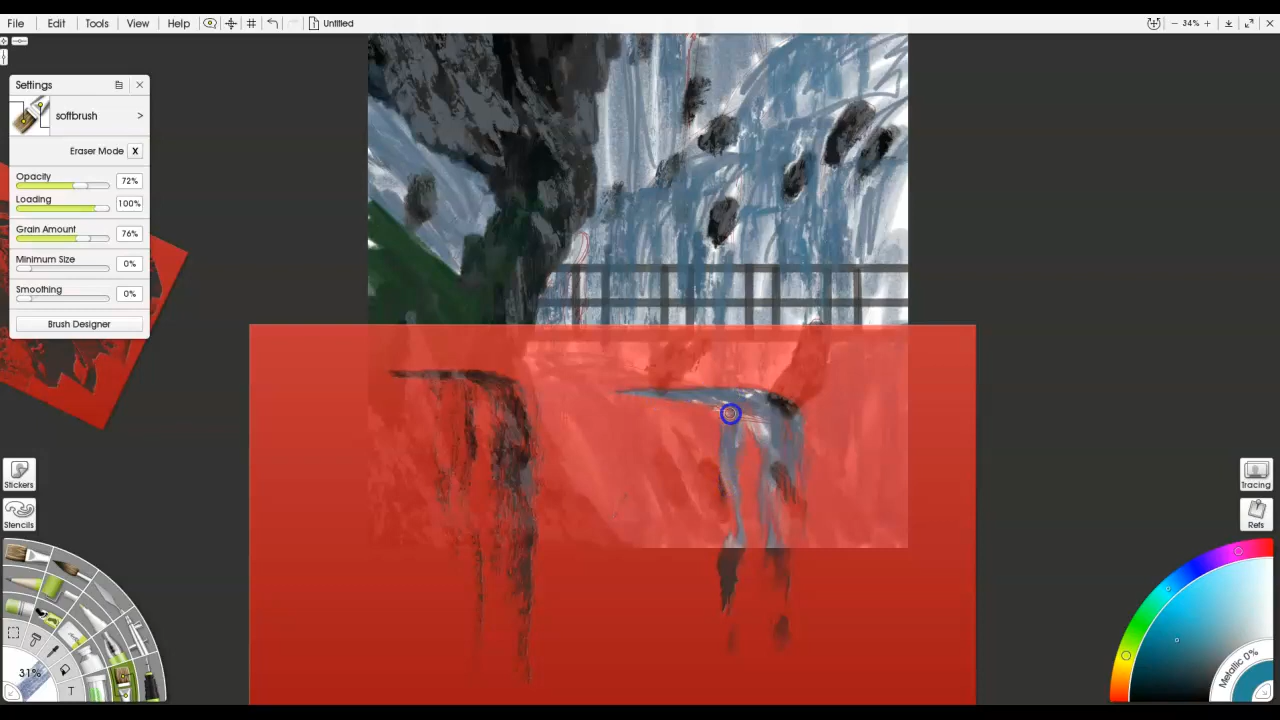 File Edit Tools View Help Untitled 34%
Settings
softbrush >
Eraser Mode X
Opacity 72%
Loading 100%
Grain Amount 76%
Minimum Size 0%
Smoothing 0%
Brush Designer
Stickers
Stencils
Tracing
Refs
31%
T
Metallic 0%